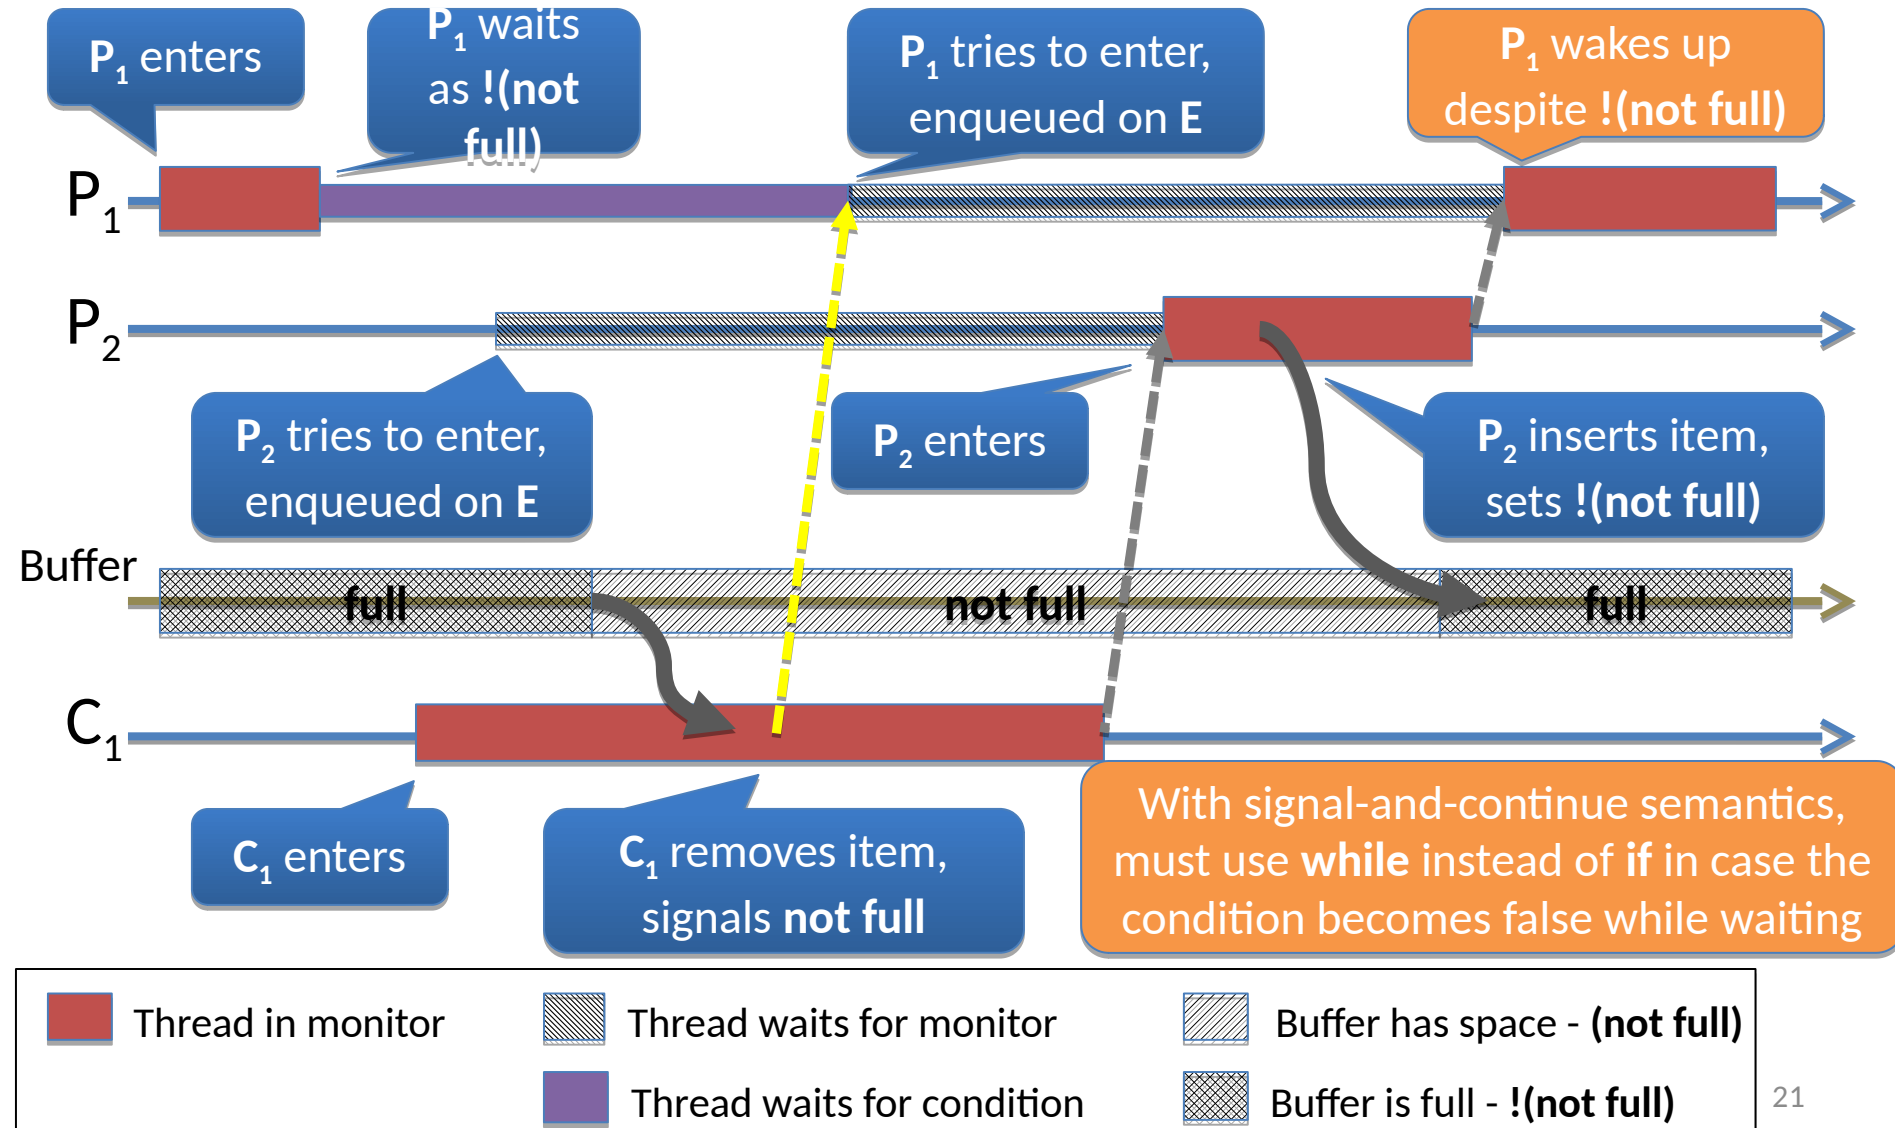 P1 enters
P1 waits
as !(not
full)
P1 tries to enter,
enqueued on E
P1 wakes up
despite !(not full)
P1
P2
P2 tries to enter,
enqueued on E
P2 enters
P2 inserts item,
sets !(not full)
Buffer
full
not full
full
C1
C1 enters
C1 removes item,
signals not full
With signal-and-continue semantics,
must use while instead of if in case the
condition becomes false while waiting
Thread in monitor
Thread waits for monitor
Buffer has space - (not full)
Thread waits for condition
Buffer is full - !(not full)
21